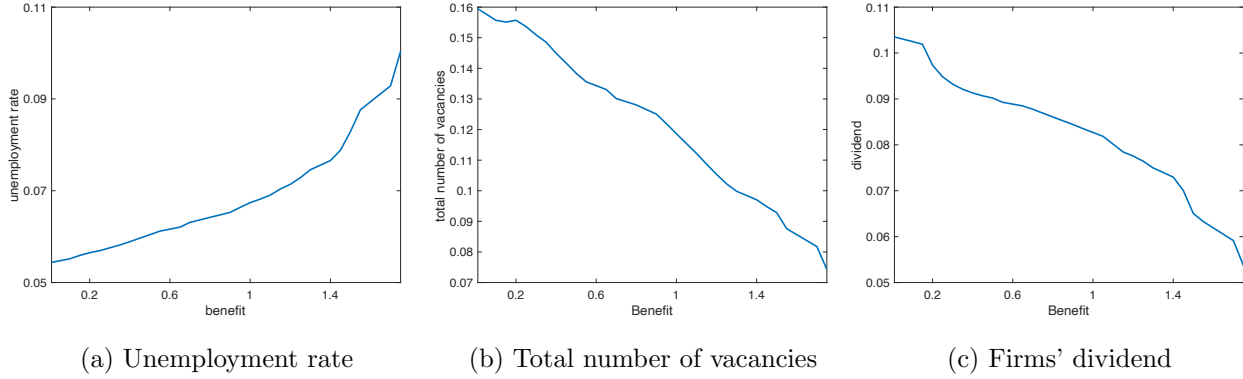 0.11
0.09
0.07
0.05
unemployment rate
0.2 0.6 1 1.4
benefit
(a) Unemployment rate
0.16
0.15
0.14
0.13
0.12
0.11
0.1
0.09
0.08
0.07
total number of vacancies
0.2 0.6 1 1.4
Benefit
(b) Total number of vacancies
0.11
0.1
0.09
0.08
0.07
0.06
0.05
dividend
0.2 0.6 1 1.4
Benefit
(c) Firms' dividend